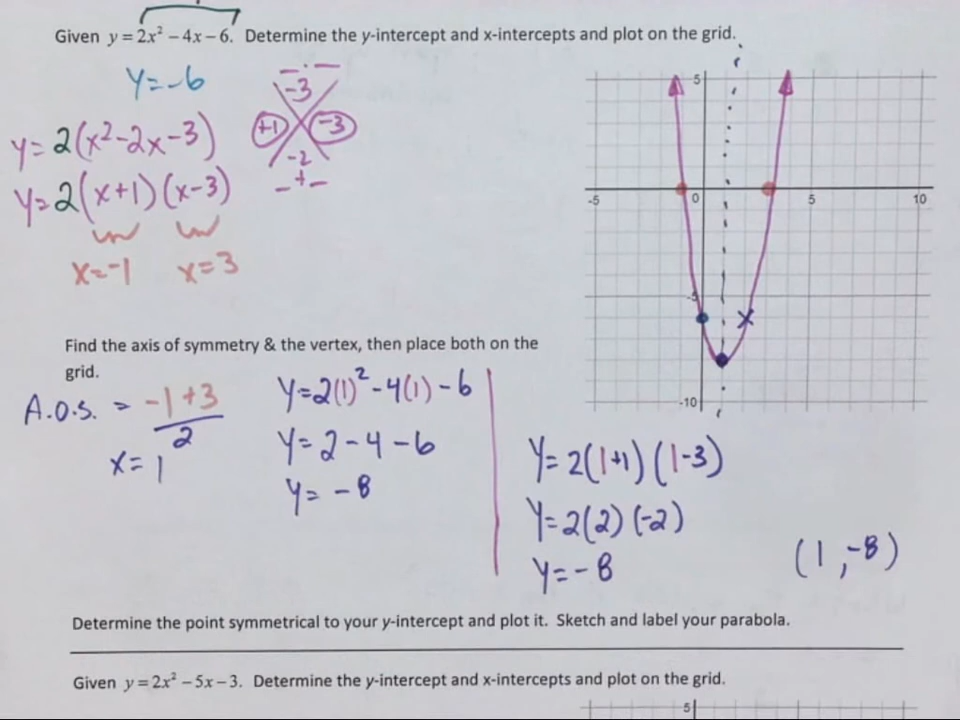 Given y = 2x² – 4x – 6. Determine the y-intercept and x-intercepts and plot on the grid.
y = -6
y = 2(x² - 2x - 3)
y = 2(x+1)(x-3)
x = -1 x = 3
- · -
-3
+1 -3
-2
- + -
5
-5 0 5 10
-5
-10
Find the axis of symmetry & the vertex, then place both on the
grid.
A.O.S. = -1 + 3
2
x = 1
y = 2(1)² - 4(1) - 6
y = 2 - 4 - 6
y = -8
y = 2(1+1)(1-3)
y = 2(2)(-2)
y = -8
(1, -8)
Determine the point symmetrical to your y-intercept and plot it. Sketch and label your parabola.
Given y = 2x² – 5x – 3. Determine the y-intercept and x-intercepts and plot on the grid.
5